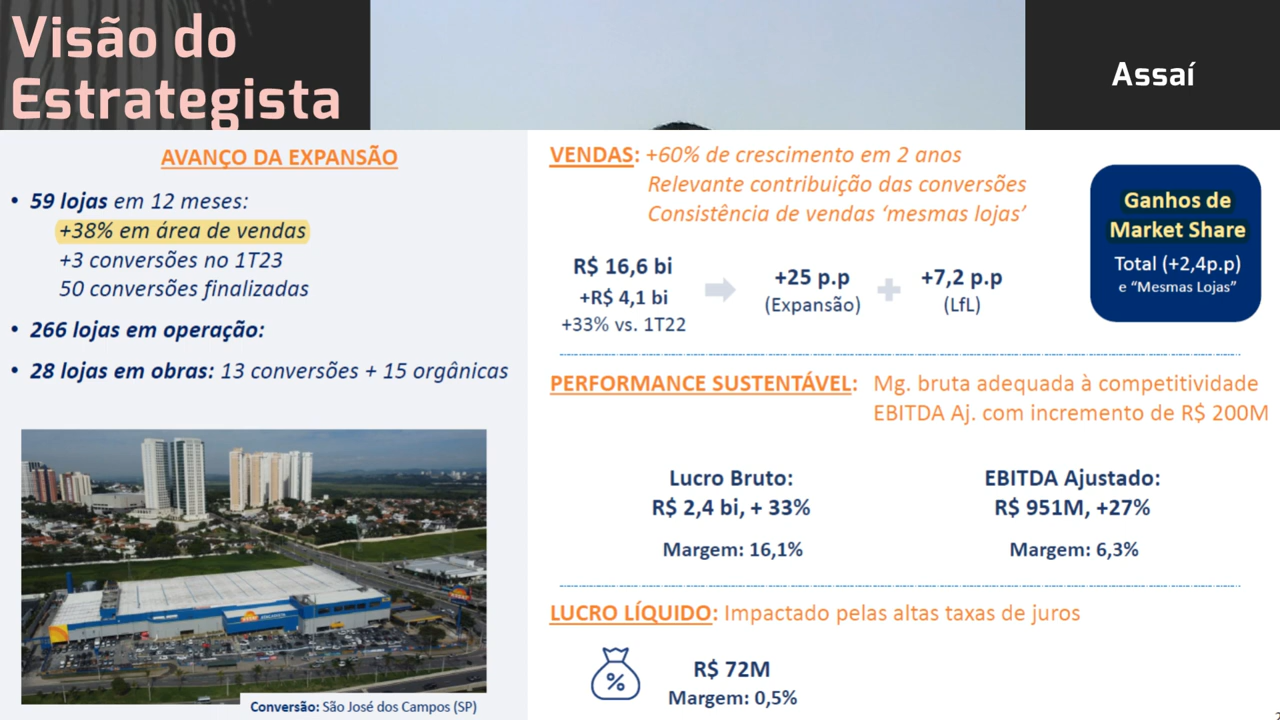 Visão do
Estrategista
Assaí
AVANÇO DA EXPANSÃO
• 59 lojas em 12 meses:
+38% em área de vendas
+3 conversões no 1T23
50 conversões finalizadas
• 266 lojas em operação:
• 28 lojas em obras: 13 conversões + 15 orgânicas
Conversão: São José dos Campos (SP)
VENDAS: +60% de crescimento em 2 anos
Relevante contribuição das conversões
Consistência de vendas ‘mesmas lojas’
R$ 16,6 bi
+R$ 4,1 bi
+33% vs. 1T22
+25 p.p
(Expansão)
+7,2 p.p
(LfL)
Ganhos de
Market Share
Total (+2,4p.p)
e “Mesmas Lojas”
PERFORMANCE SUSTENTÁVEL: Mg. bruta adequada à competitividade
EBITDA Aj. com incremento de R$ 200M
Lucro Bruto:
R$ 2,4 bi, + 33%
Margem: 16,1%
EBITDA Ajustado:
R$ 951M, +27%
Margem: 6,3%
LUCRO LÍQUIDO: Impactado pelas altas taxas de juros
%
R$ 72M
Margem: 0,5%